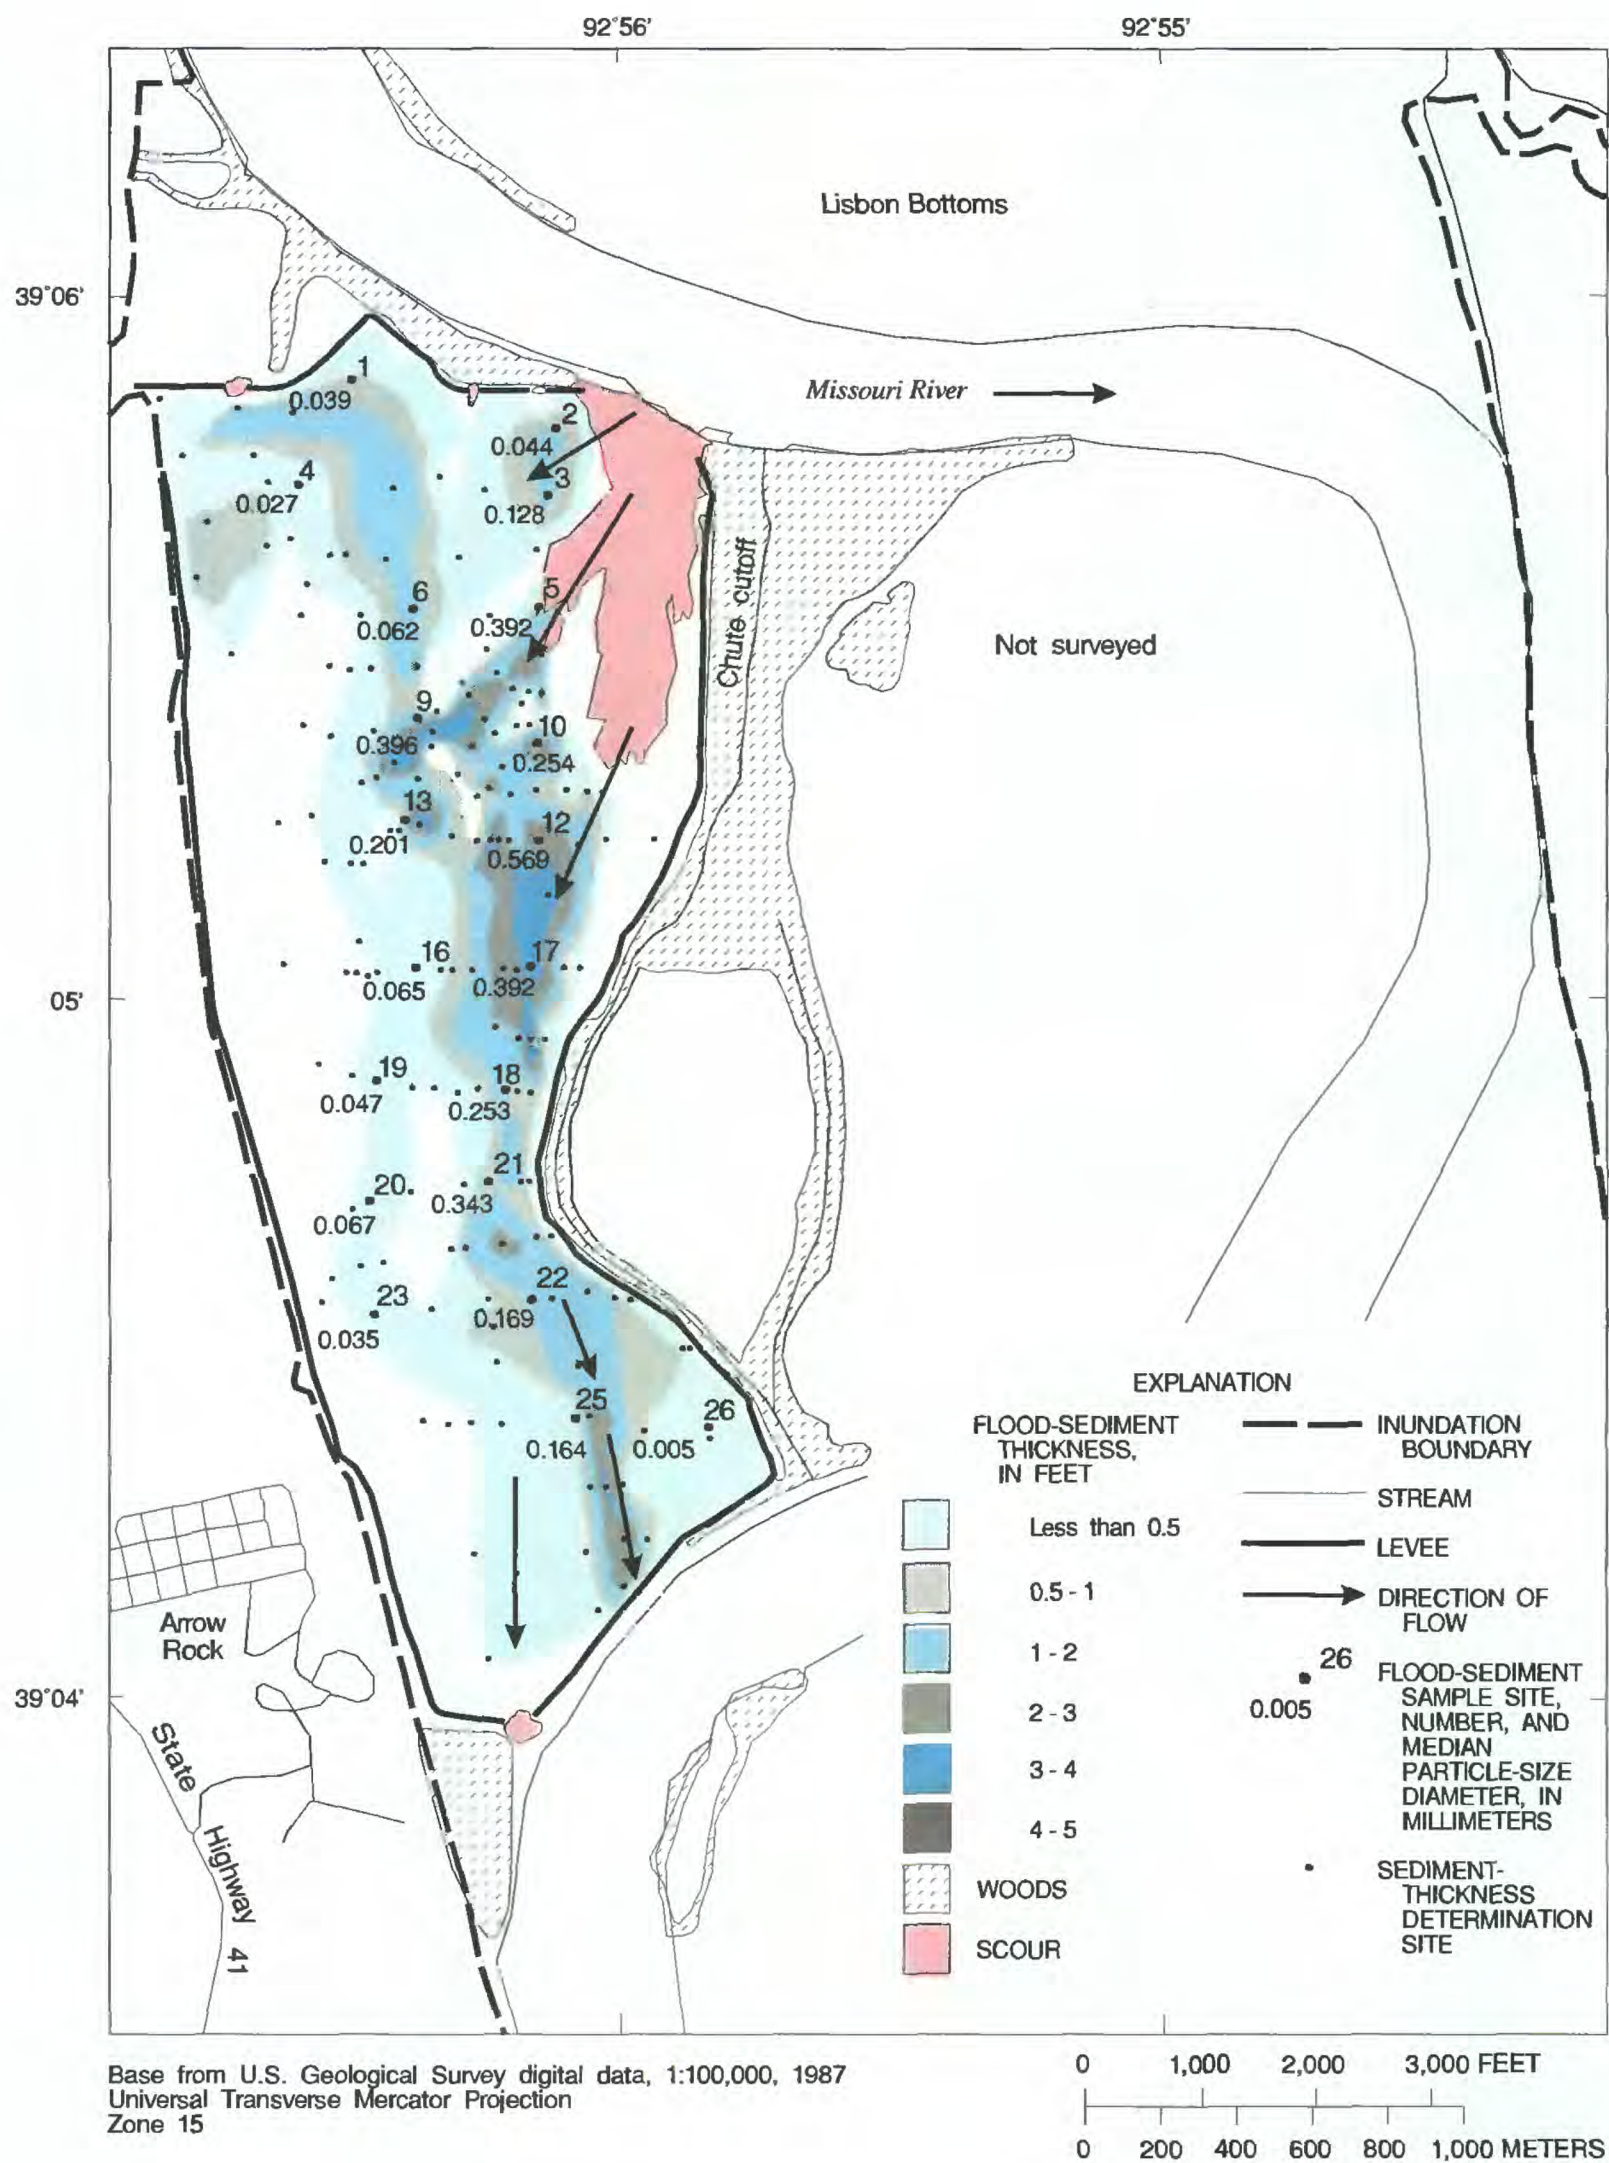 92°56'
92°55'
Lisbon Bottoms
39°06'
1
0.039
Missouri River
2
0.044
4
0.027
3
0.128
Chute cutoff
6
0.062
5
0.392
Not surveyed
9
0.396
10
0.254
13
0.201
12
0.569
16
0.065
17
0.392
05'
19
0.047
18
0.253
20
0.067
21
0.343
23
0.035
22
0.169
25
0.164
26
0.005
Arrow
Rock
39°04'
State
Highway 41
EXPLANATION
FLOOD-SEDIMENT
THICKNESS,
IN FEET
Less than 0.5
0.5 - 1
1 - 2
2 - 3
3 - 4
4 - 5
WOODS
SCOUR
INUNDATION
BOUNDARY
STREAM
LEVEE
DIRECTION OF
FLOW
26
0.005
FLOOD-SEDIMENT
SAMPLE SITE,
NUMBER, AND
MEDIAN
PARTICLE-SIZE
DIAMETER, IN
MILLIMETERS
SEDIMENT-
THICKNESS
DETERMINATION
SITE
Base from U.S. Geological Survey digital data, 1:100,000, 1987
Universal Transverse Mercator Projection
Zone 15
0 1,000 2,000 3,000 FEET
0 200 400 600 800 1,000 METERS